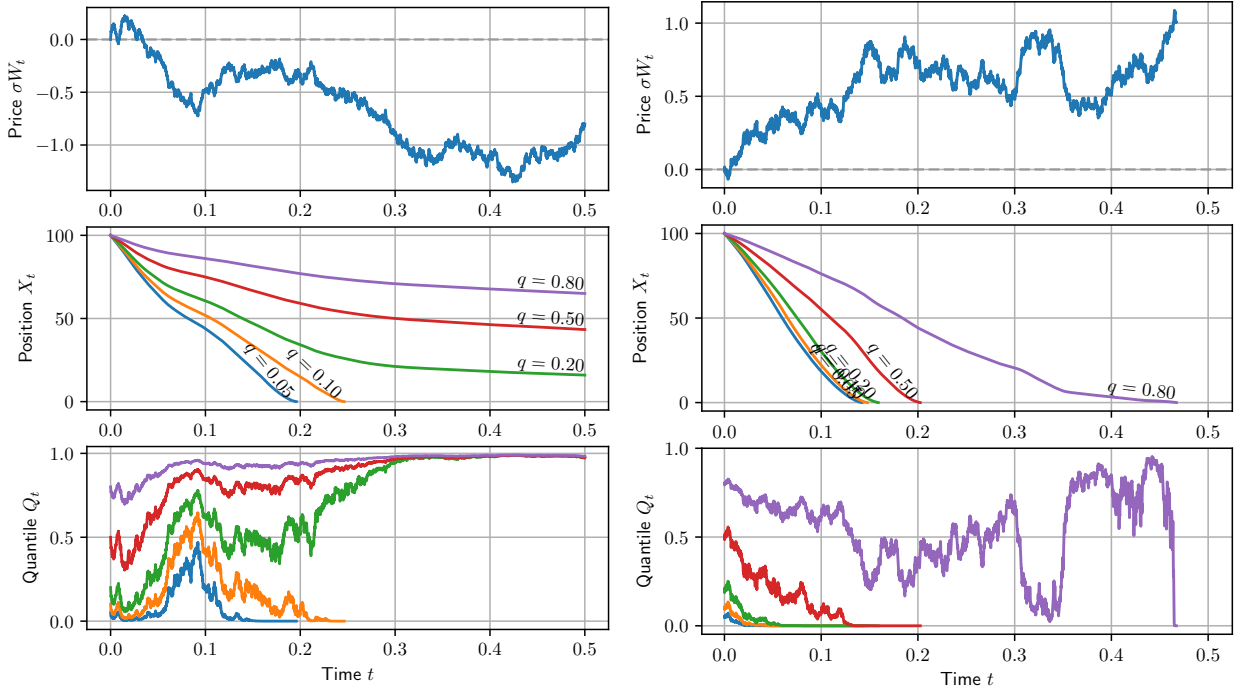 Price σW_t
0.0
−0.5
−1.0
0.0 0.1 0.2 0.3 0.4 0.5
Position X_t
100
50
0
q = 0.80
q = 0.50
q = 0.20
q = 0.10
q = 0.05
0.0 0.1 0.2 0.3 0.4 0.5
Quantile Q_t
1.0
0.5
0.0
0.0 0.1 0.2 0.3 0.4 0.5
Time t
Price σW_t
1.0
0.5
0.0
0.0 0.1 0.2 0.3 0.4 0.5
Position X_t
100
50
0
q = 0.20
q = 0.50
q = 0.80
0.0 0.1 0.2 0.3 0.4 0.5
Quantile Q_t
1.0
0.5
0.0
0.0 0.1 0.2 0.3 0.4 0.5
Time t